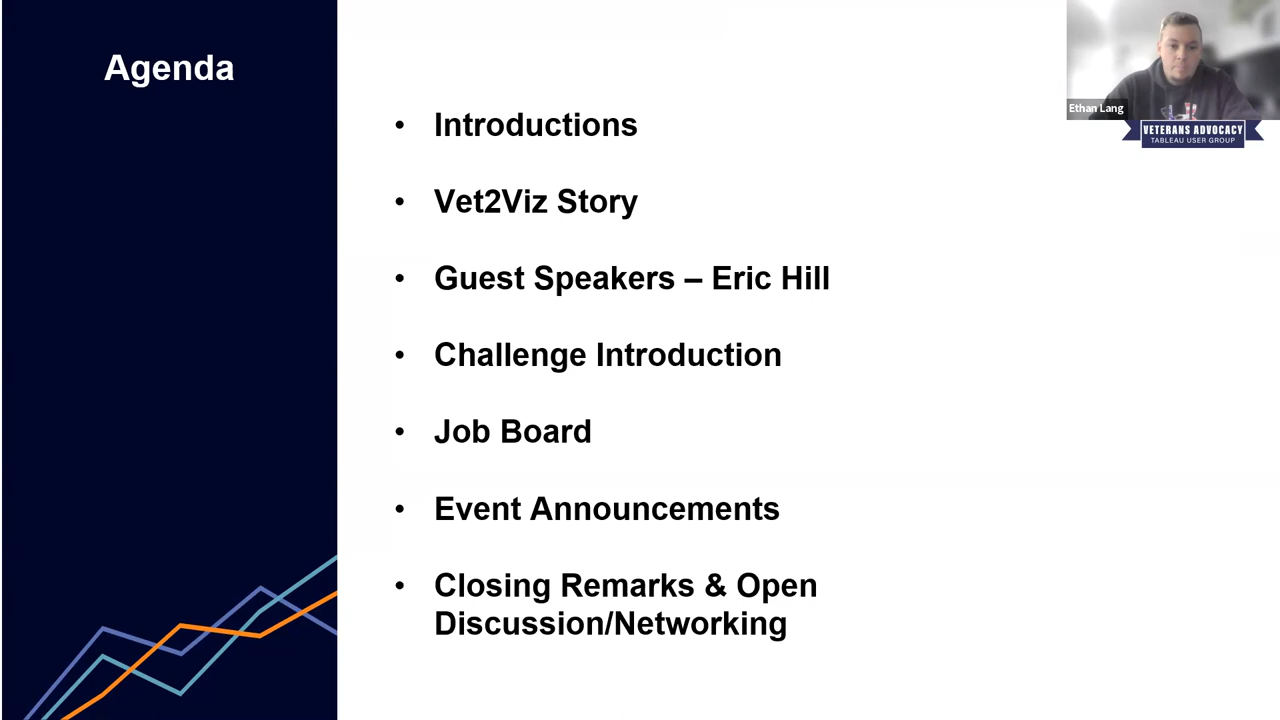 Agenda
• Introductions
• Vet2Viz Story
• Guest Speakers – Eric Hill
• Challenge Introduction
• Job Board
• Event Announcements
• Closing Remarks & Open
Discussion/Networking
Ethan Lang
VETERANS ADVOCACY
TABLEAU USER GROUP